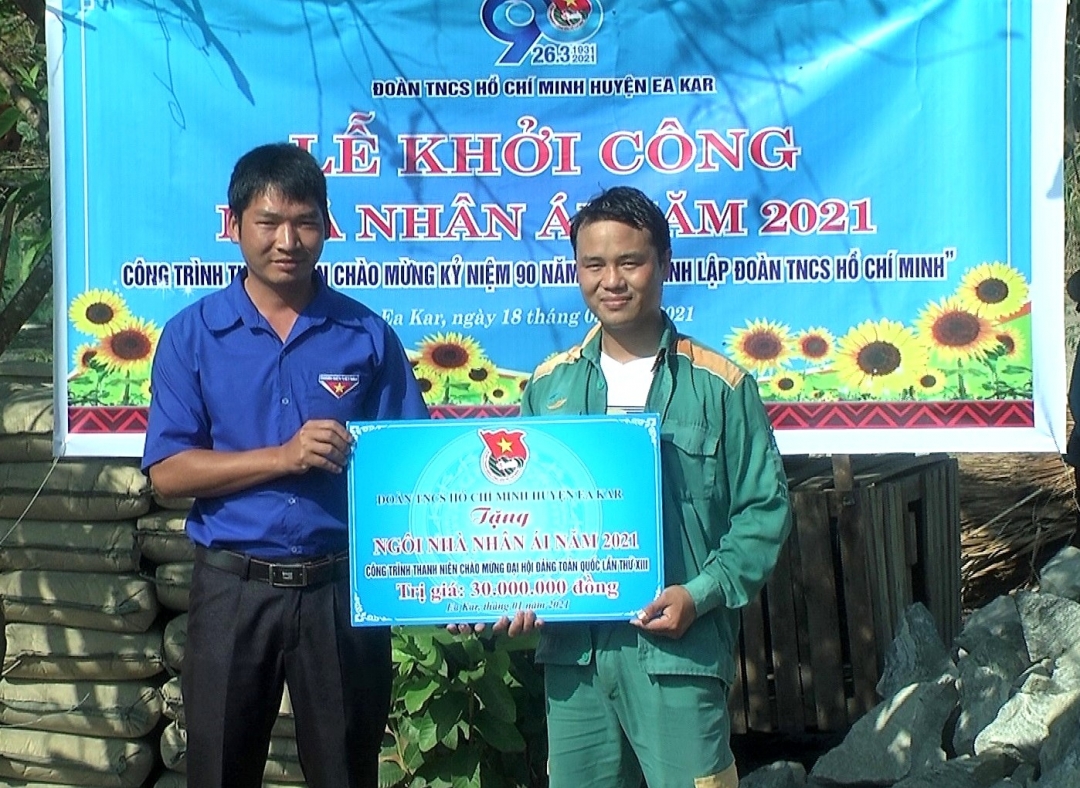 90
26.3 1931 2021
ĐOÀN TNCS HỒ CHÍ MINH HUYỆN EA KAR
LỄ KHỞI CÔNG
NHÂN ÁI NĂM 2021
CÔNG TRÌNH CHÀO MỪNG KỶ NIỆM 90 NĂM LẬP ĐOÀN TNCS HỒ CHÍ MINH”
Ea Kar, ngày 18 tháng 2021
THANH NIÊN VIỆT NAM
ĐOÀN TNCS HỒ CHÍ MINH HUYỆN EA KAR
Tặng
NGÔI NHÀ NHÂN ÁI NĂM 2021
CÔNG TRÌNH THANH NIÊN CHÀO MỪNG ĐẠI HỘI ĐẢNG TOÀN QUỐC LẦN THỨ XIII
Trị giá: 30.000.000 đồng
Ea Kar, tháng 01 năm 2021